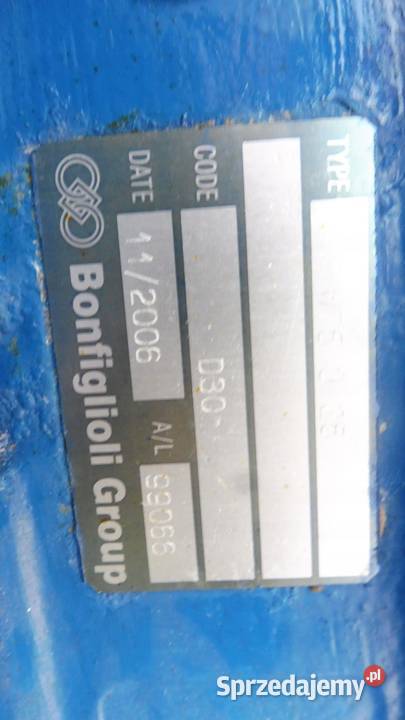 TYPE
CODE D30-
DATE 11/2006 A/L 99066
Bonfiglioli Group
Sprzedajemy.pl